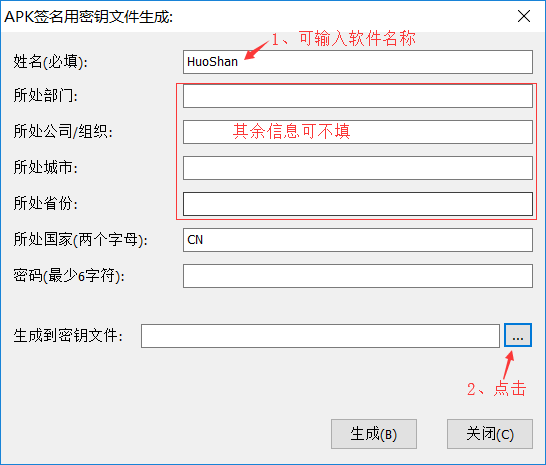 APK签名用密钥文件生成:
1、可输入软件名称
姓名(必填):
HuoShan
所处部门:
所处公司/组织:
其余信息可不填
所处城市:
所处省份:
所处国家(两个字母):
CN
密码(最少6字符):
生成到密钥文件:
...
2、点击
生成(B)
关闭(C)